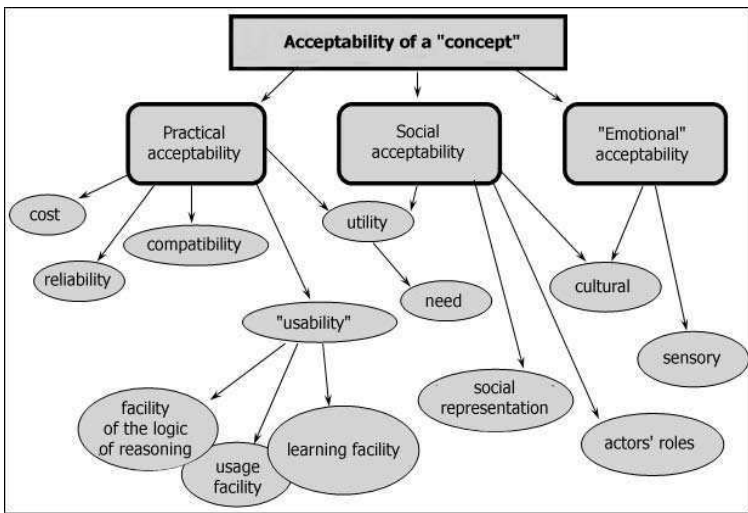 Acceptability of a "concept"
Practical
acceptability
Social
acceptability
"Emotional"
acceptability
cost
reliability
compatibility
utility
need
cultural
"usability"
sensory
social
representation
actors' roles
facility
of the logic
of reasoning
usage
facility
learning facility